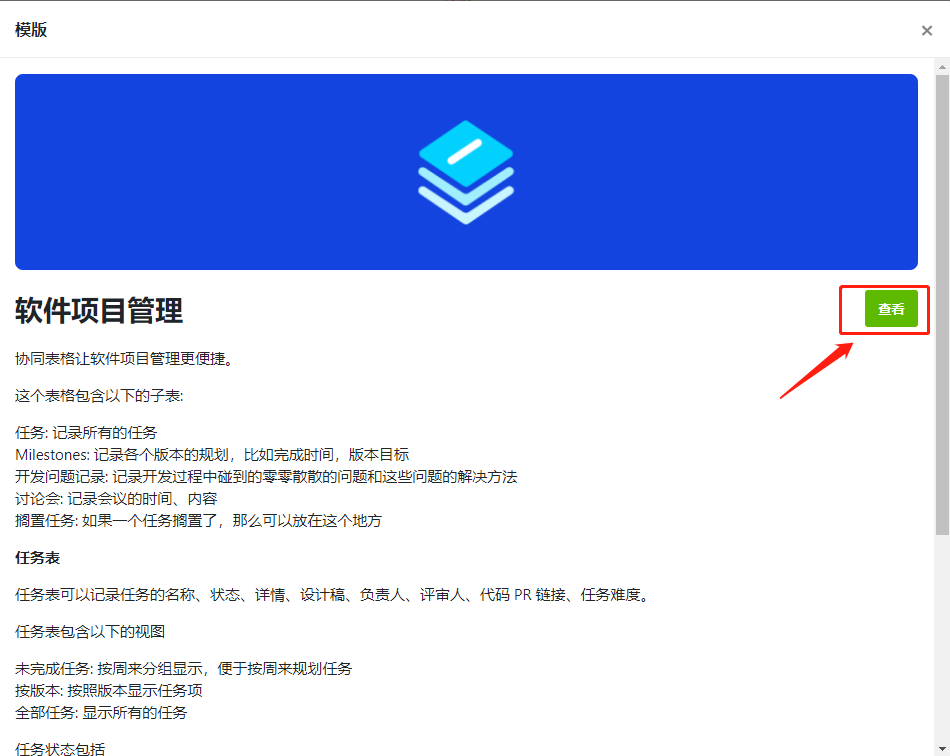 模版
软件项目管理
查看
协同表格让软件项目管理更便捷。
这个表格包含以下的子表:
任务: 记录所有的任务
Milestones: 记录各个版本的规划，比如完成时间，版本目标
开发问题记录: 记录开发过程中碰到的零零散散的问题和这些问题的解决方法
讨论会: 记录会议的时间、内容
搁置任务: 如果一个任务搁置了，那么可以放在这个地方
任务表
任务表可以记录任务的名称、状态、详情、设计稿、负责人、评审人、代码 PR 链接、任务难度。
任务表包含以下的视图
未完成任务: 按周来分组显示，便于按周来规划任务
按版本: 按照版本显示任务项
全部任务: 显示所有的任务
任务状态包括